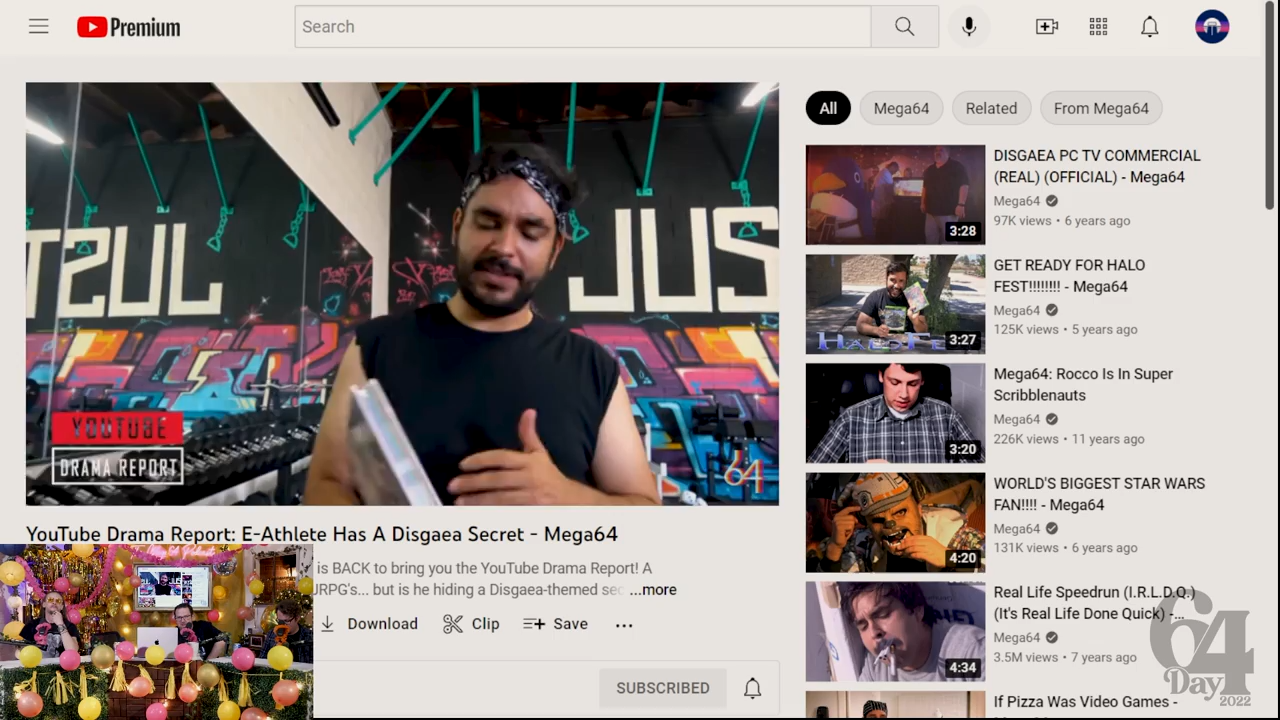 Premium
Search
TZUL
JUS
YOUTUBE
DRAMA REPORT
64
YouTube Drama Report: E-Athlete Has A Disgaea Secret - Mega64
is BACK to bring you the YouTube Drama Report! A
JRPG's... but is he hiding a Disgaea-themed sec ...more
Download
Clip
Save
SUBSCRIBED
All
Mega64
Related
From Mega64
DISGAEA PC TV COMMERCIAL
(REAL) (OFFICIAL) - Mega64
Mega64
97K views • 6 years ago
3:28
GET READY FOR HALO
FEST!!!!!!!! - Mega64
Mega64
125K views • 5 years ago
3:27
Mega64: Rocco Is In Super
Scribblenauts
Mega64
226K views • 11 years ago
3:20
WORLD'S BIGGEST STAR WARS
FAN!!!! - Mega64
Mega64
131K views • 6 years ago
4:20
Real Life Speedrun (I.R.L.D.Q.)
(It's Real Life Done Quick) -...
Mega64
3.5M views • 7 years ago
4:34
If Pizza Was Video Games -
64
Day
2022